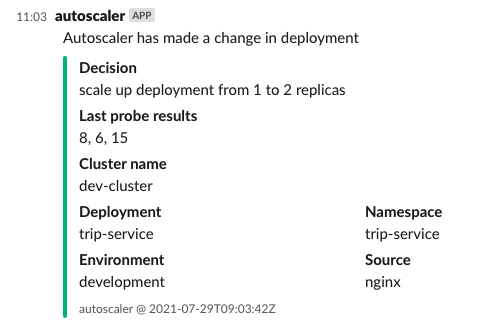 11:03 autoscaler APP
Autoscaler has made a change in deployment
Decision
scale up deployment from 1 to 2 replicas
Last probe results
8, 6, 15
Cluster name
dev-cluster
Deployment Namespace
trip-service trip-service
Environment Source
development nginx
autoscaler @ 2021-07-29T09:03:42Z